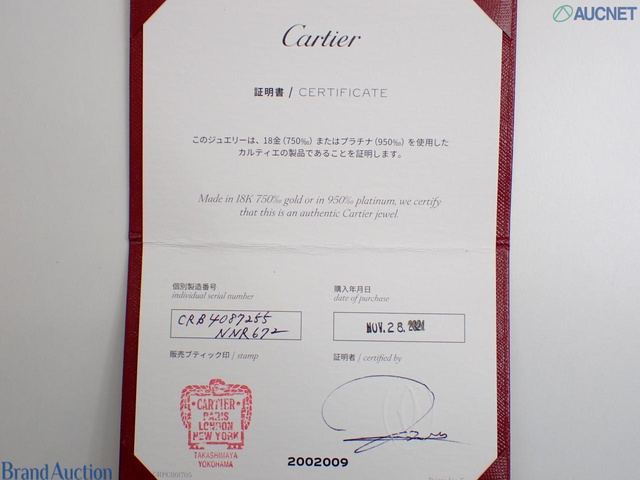 AUCNET
Cartier
証明書 / CERTIFICATE
このジュエリーは、18金(750‰)またはプラチナ(950‰)を使用した
カルティエの製品であることを証明します。
Made in 18K 750‰ gold or in 950‰ platinum, we certify
that this is an authentic Cartier jewel.
個別製造番号
individual serial number
CRB4087255
NNR672
購入年月日
date of purchase
NOV. 28. 2021
販売ブティック印 / stamp
証明者 / certified by
CARTIER
PARIS
LONDON
NEW YORK
TAKASHIMAYA
YOKOHAMA
2002009
Brand Auction